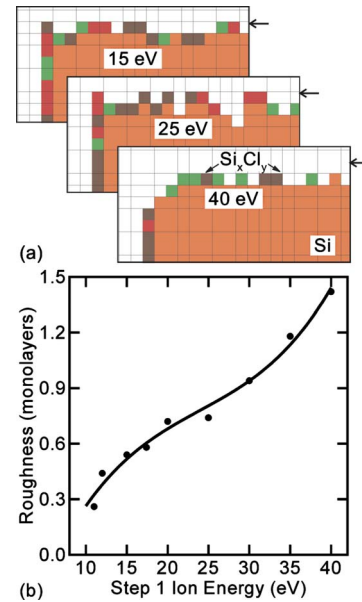 15 eV
25 eV
SixCly
40 eV
Si
(a)
1.5
1.2
0.9
0.6
0.3
0.0
Roughness (monolayers)
10 15 20 25 30 35 40
Step 1 Ion Energy (eV)
(b)